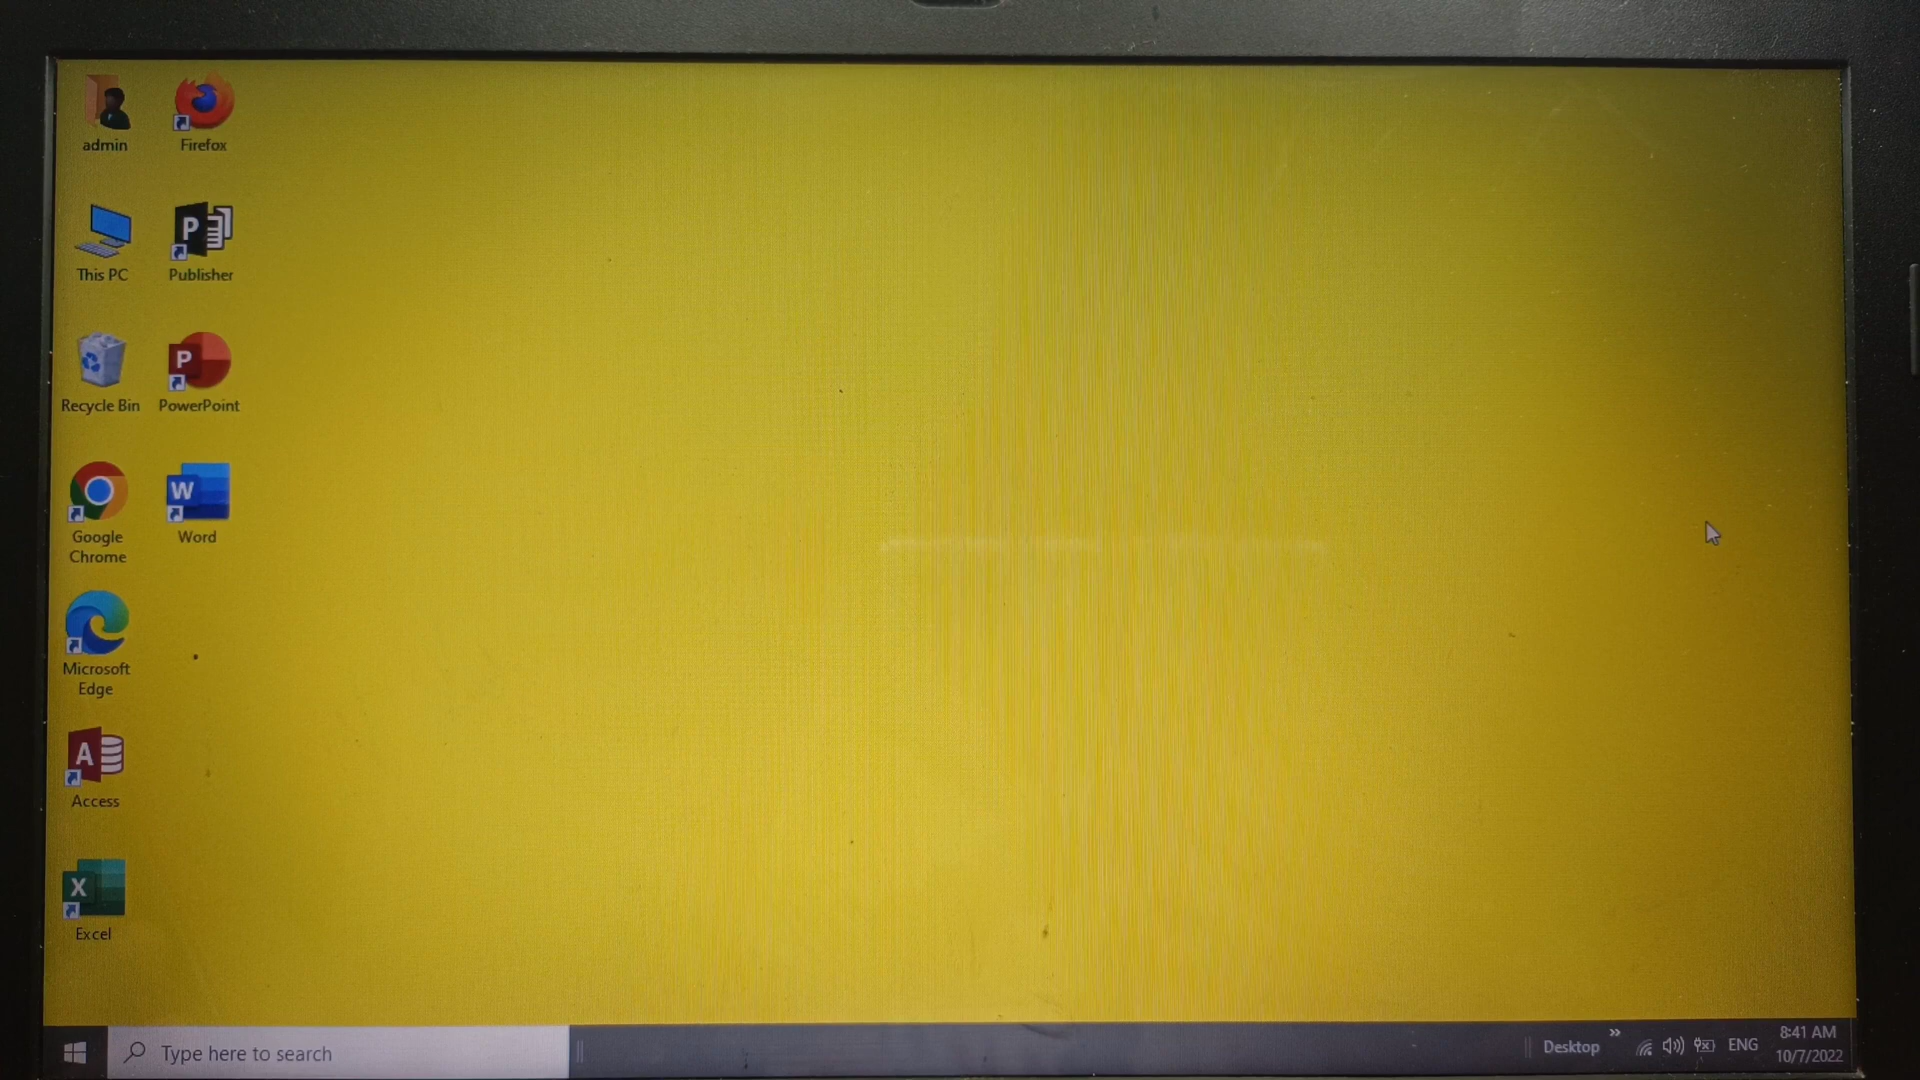 admin
Firefox
This PC
Publisher
Recycle Bin
PowerPoint
Google
Chrome
Word
Microsoft
Edge
Access
Excel
Type here to search
Desktop
ENG
8:41 AM
10/7/2022